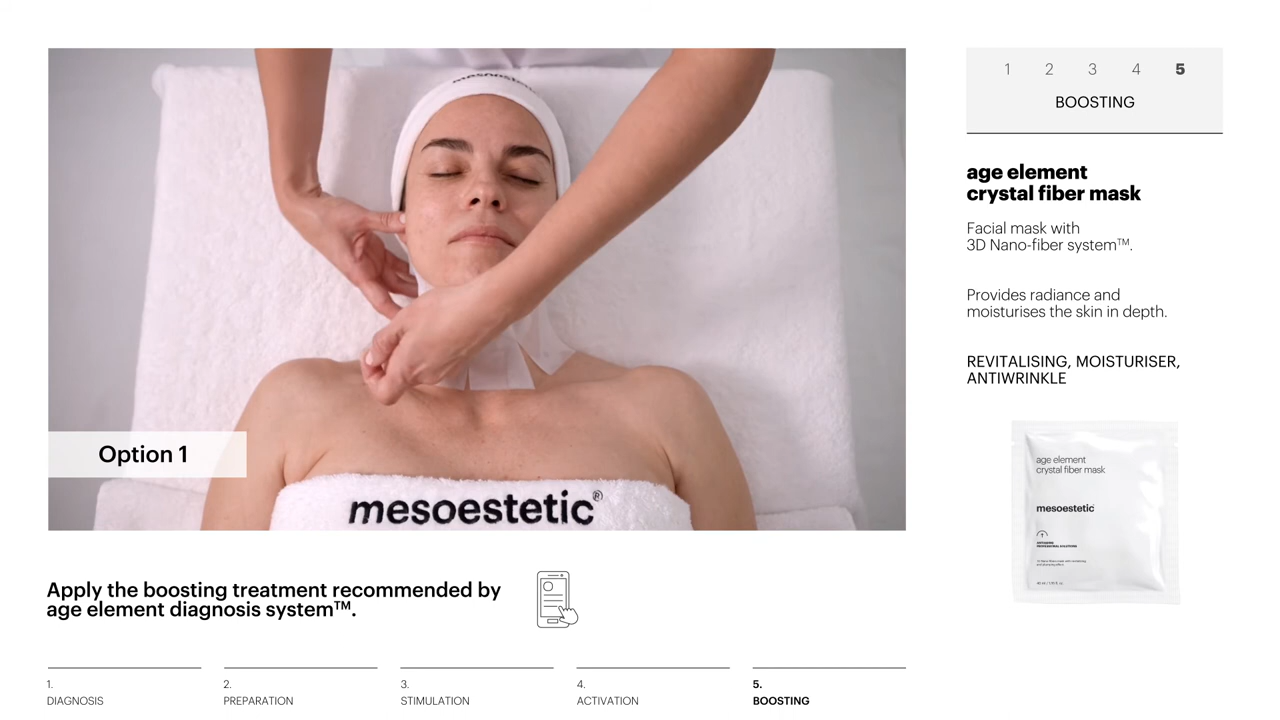 mesoestetic
Option 1
mesoestetic®
Apply the boosting treatment recommended by
age element diagnosis system™.
1.
DIAGNOSIS
2.
PREPARATION
3.
STIMULATION
4.
ACTIVATION
5.
BOOSTING
1 2 3 4 5
BOOSTING
age element
crystal fiber mask
Facial mask with
3D Nano-fiber system™.
Provides radiance and
moisturises the skin in depth.
REVITALISING, MOISTURISER,
ANTIWRINKLE
age element
crystal fiber mask
mesoestetic